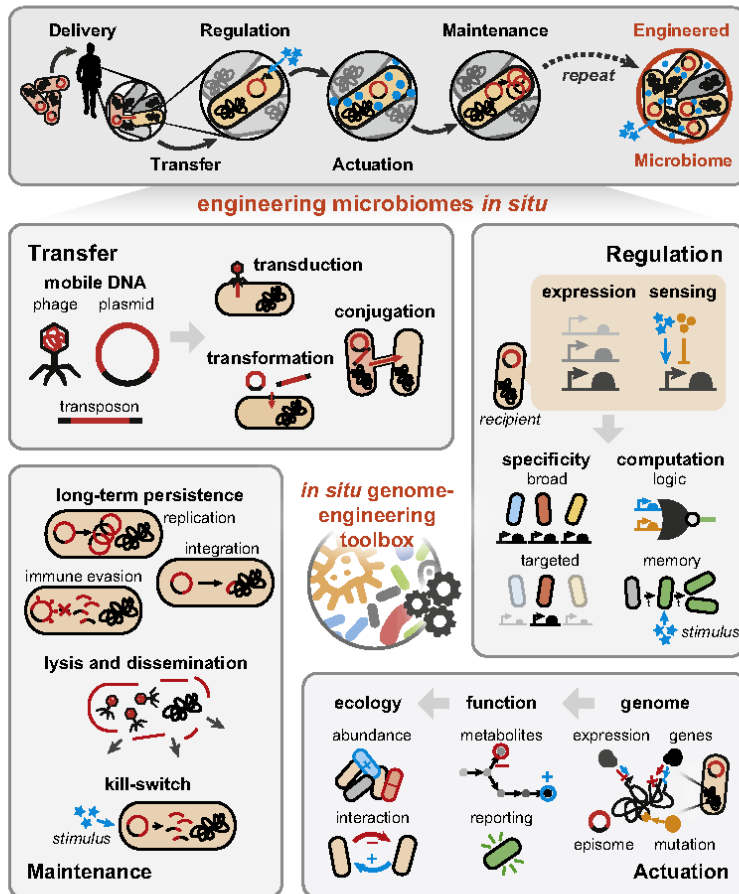 Delivery
Regulation
Maintenance
Engineered
repeat
Transfer
Actuation
Microbiome
engineering microbiomes in situ
Transfer
mobile DNA
phage
plasmid
transposon
transduction
conjugation
transformation
Regulation
expression
sensing
recipient
specificity
computation
broad
logic
targeted
memory
stimulus
long-term persistence
replication
integration
immune evasion
lysis and dissemination
kill-switch
stimulus
Maintenance
in situ genome-
engineering
toolbox
ecology
function
genome
abundance
metabolites
expression
genes
interaction
reporting
episome
mutation
Actuation